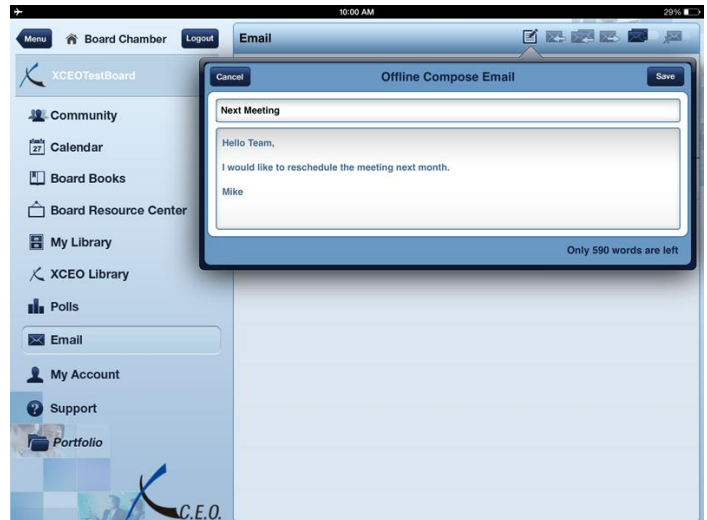 10:00 AM
29%
Menu
Board Chamber
Logout
Email
XCEOTestBoard
Cancel
Offline Compose Email
Save
Next Meeting
Hello Team,
I would like to reschedule the meeting next month.
Mike
Only 590 words are left
Community
27
Calendar
Board Books
Board Resource Center
My Library
XCEO Library
Polls
Email
My Account
?
Support
Portfolio
C.E.O.